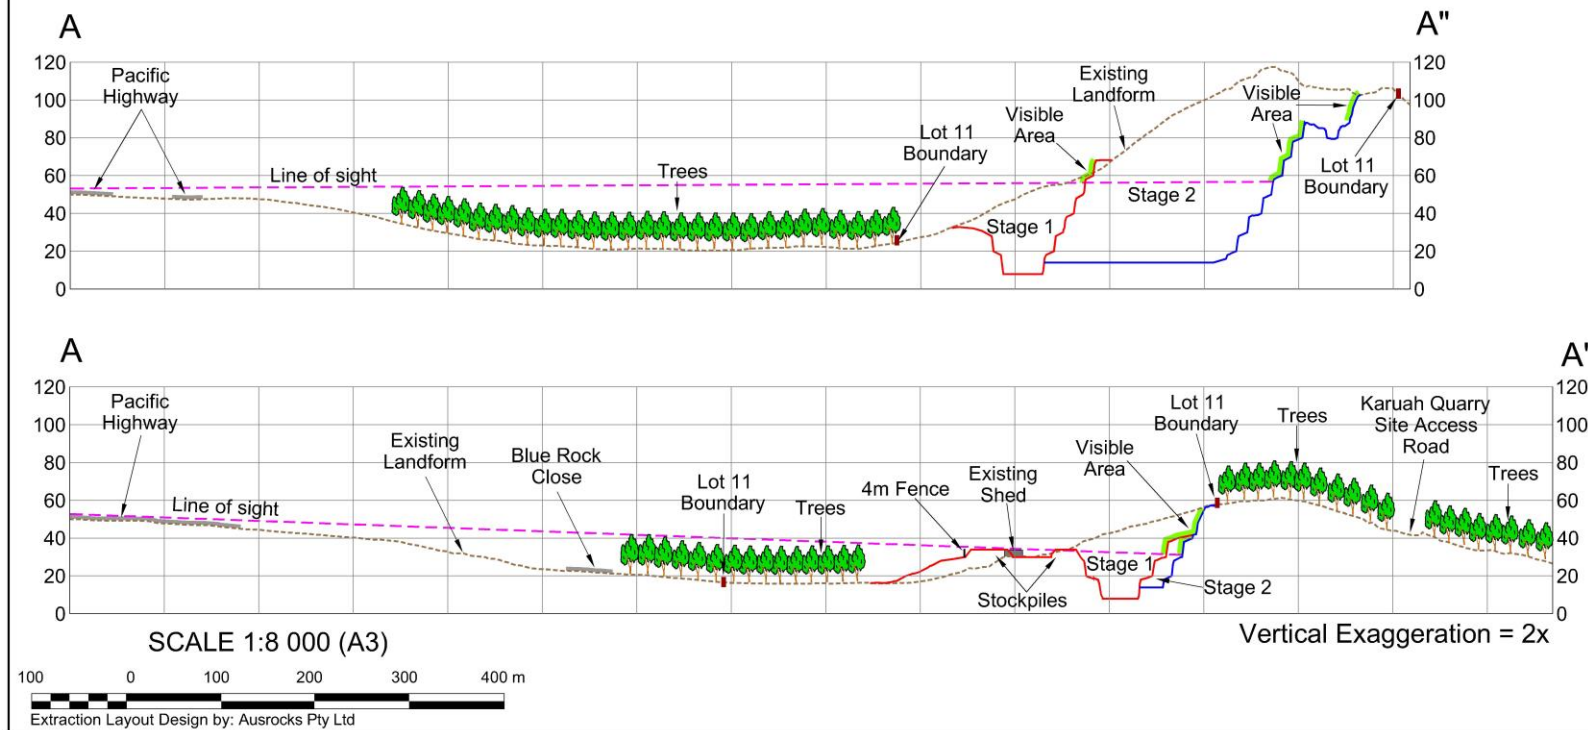 A
A"
120
100
80
60
40
20
0
Pacific
Highway
Line of sight
Trees
Lot 11
Boundary
Visible
Area
Existing
Landform
Visible
Area
Stage 1
Stage 2
Lot 11
Boundary
120
100
80
60
40
20
0
A
A'
120
100
80
60
40
20
0
Pacific
Highway
Line of sight
Existing
Landform
Blue Rock
Close
Lot 11
Boundary
Trees
4m Fence
Existing
Shed
Stockpiles
Visible
Area
Stage 1
Stage 2
Lot 11
Boundary
Trees
Karuah Quarry
Site Access
Road
Trees
120
100
80
60
40
20
0
SCALE 1:8 000 (A3)
Vertical Exaggeration = 2x
100 0 100 200 300 400 m
Extraction Layout Design by: Ausrocks Pty Ltd